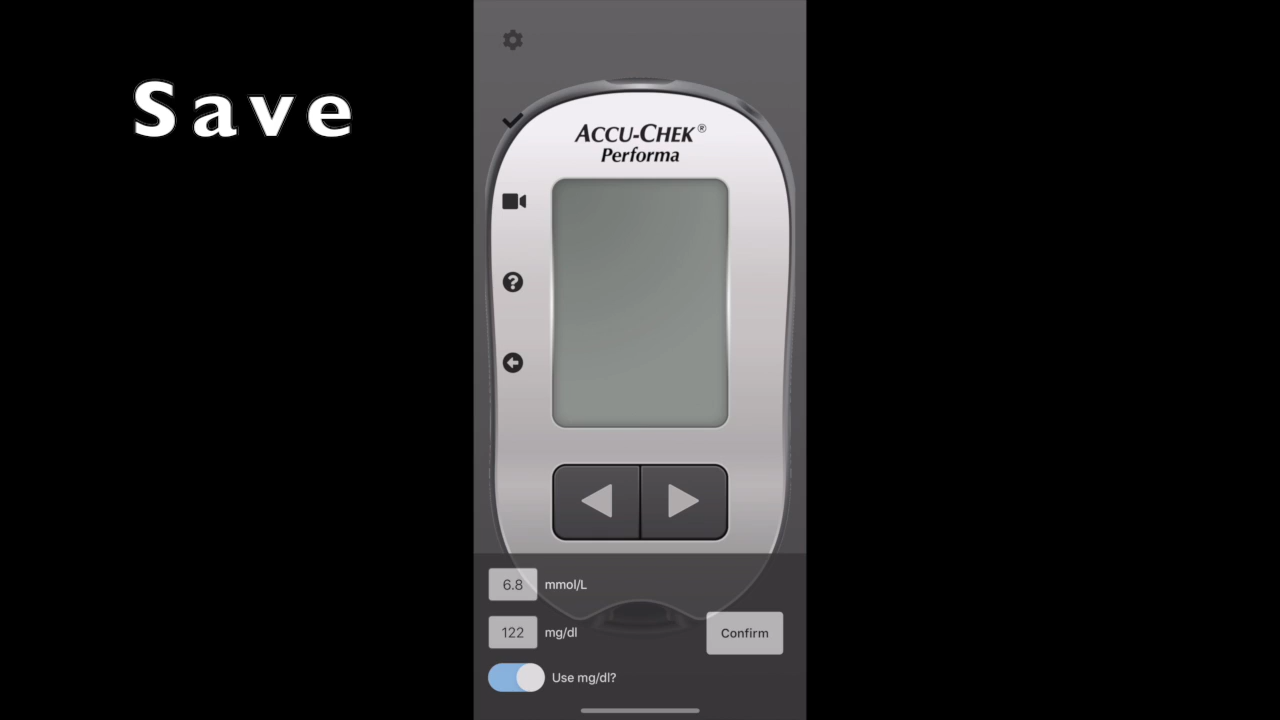 Save
ACCU-CHEK®
Performa
6.8 mmol/L
122 mg/dl
Confirm
Use mg/dl?